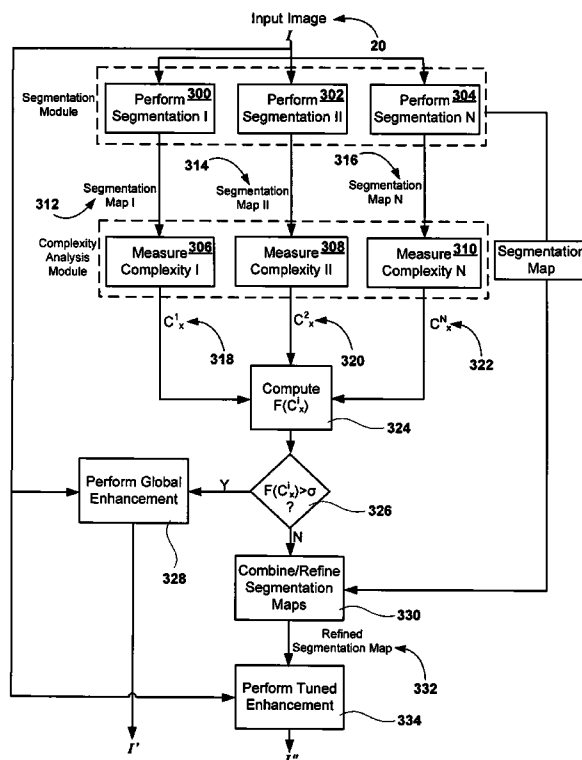 Input Image
I
20
Segmentation
Module
300
Perform
Segmentation I
302
Perform
Segmentation II
304
Perform
Segmentation N
312
Segmentation
Map I
314
Segmentation
Map II
316
Segmentation
Map N
Complexity
Analysis
Module
306
Measure
Complexity I
308
Measure
Complexity II
310
Measure
Complexity N
Segmentation
Map
C¹ₓ
318
C²ₓ
320
Cᴺₓ
322
Compute
F(Cⁱₓ)
324
Perform Global
Enhancement
328
Y
F(Cⁱₓ)>σ
?
326
N
Combine/Refine
Segmentation
Maps
330
Refined
Segmentation Map
332
Perform Tuned
Enhancement
334
I'
I"